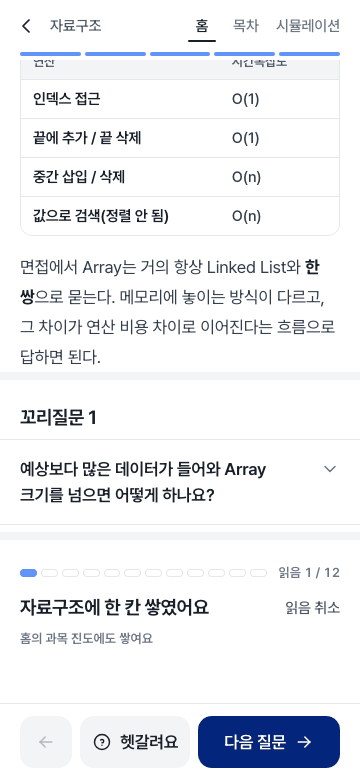 자료구조
홈 목차 시뮬레이션
연산 시간복잡도
인덱스 접근 O(1)
끝에 추가 / 끝 삭제 O(1)
중간 삽입 / 삭제 O(n)
값으로 검색(정렬 안 됨) O(n)
면접에서 Array는 거의 항상 Linked List와 한
쌍으로 묻는다. 메모리에 놓이는 방식이 다르고,
그 차이가 연산 비용 차이로 이어진다는 흐름으로
답하면 된다.
꼬리질문 1
예상보다 많은 데이터가 들어와 Array
크기를 넘으면 어떻게 하나요?
읽음 1 / 12
자료구조에 한 칸 쌓였어요
읽음 취소
홈의 과목 진도에도 쌓여요
헷갈려요
다음 질문